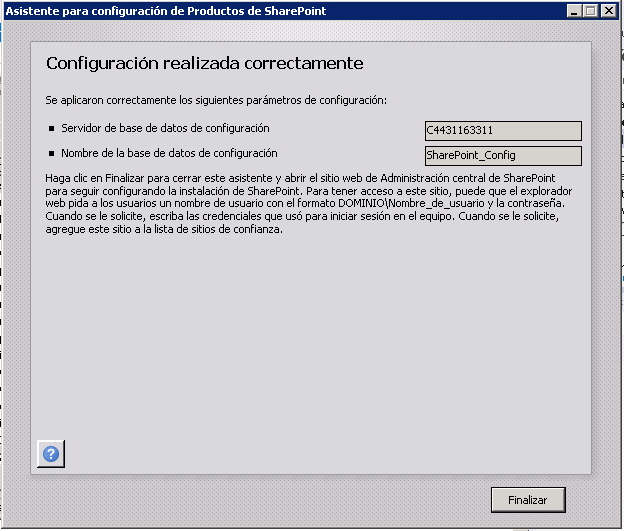 Asistente para configuración de Productos de SharePoint
Configuración realizada correctamente
Se aplicaron correctamente los siguientes parámetros de configuración:
Servidor de base de datos de configuración
C4431163311
Nombre de la base de datos de configuración
SharePoint_Config
Haga clic en Finalizar para cerrar este asistente y abrir el sitio web de Administración central de SharePoint
para seguir configurando la instalación de SharePoint. Para tener acceso a este sitio, puede que el explorador
web pida a los usuarios un nombre de usuario con el formato DOMINIO\Nombre_de_usuario y la contraseña.
Cuando se le solicite, escriba las credenciales que usó para iniciar sesión en el equipo. Cuando se le solicite,
agregue este sitio a la lista de sitios de confianza.
?
Finalizar